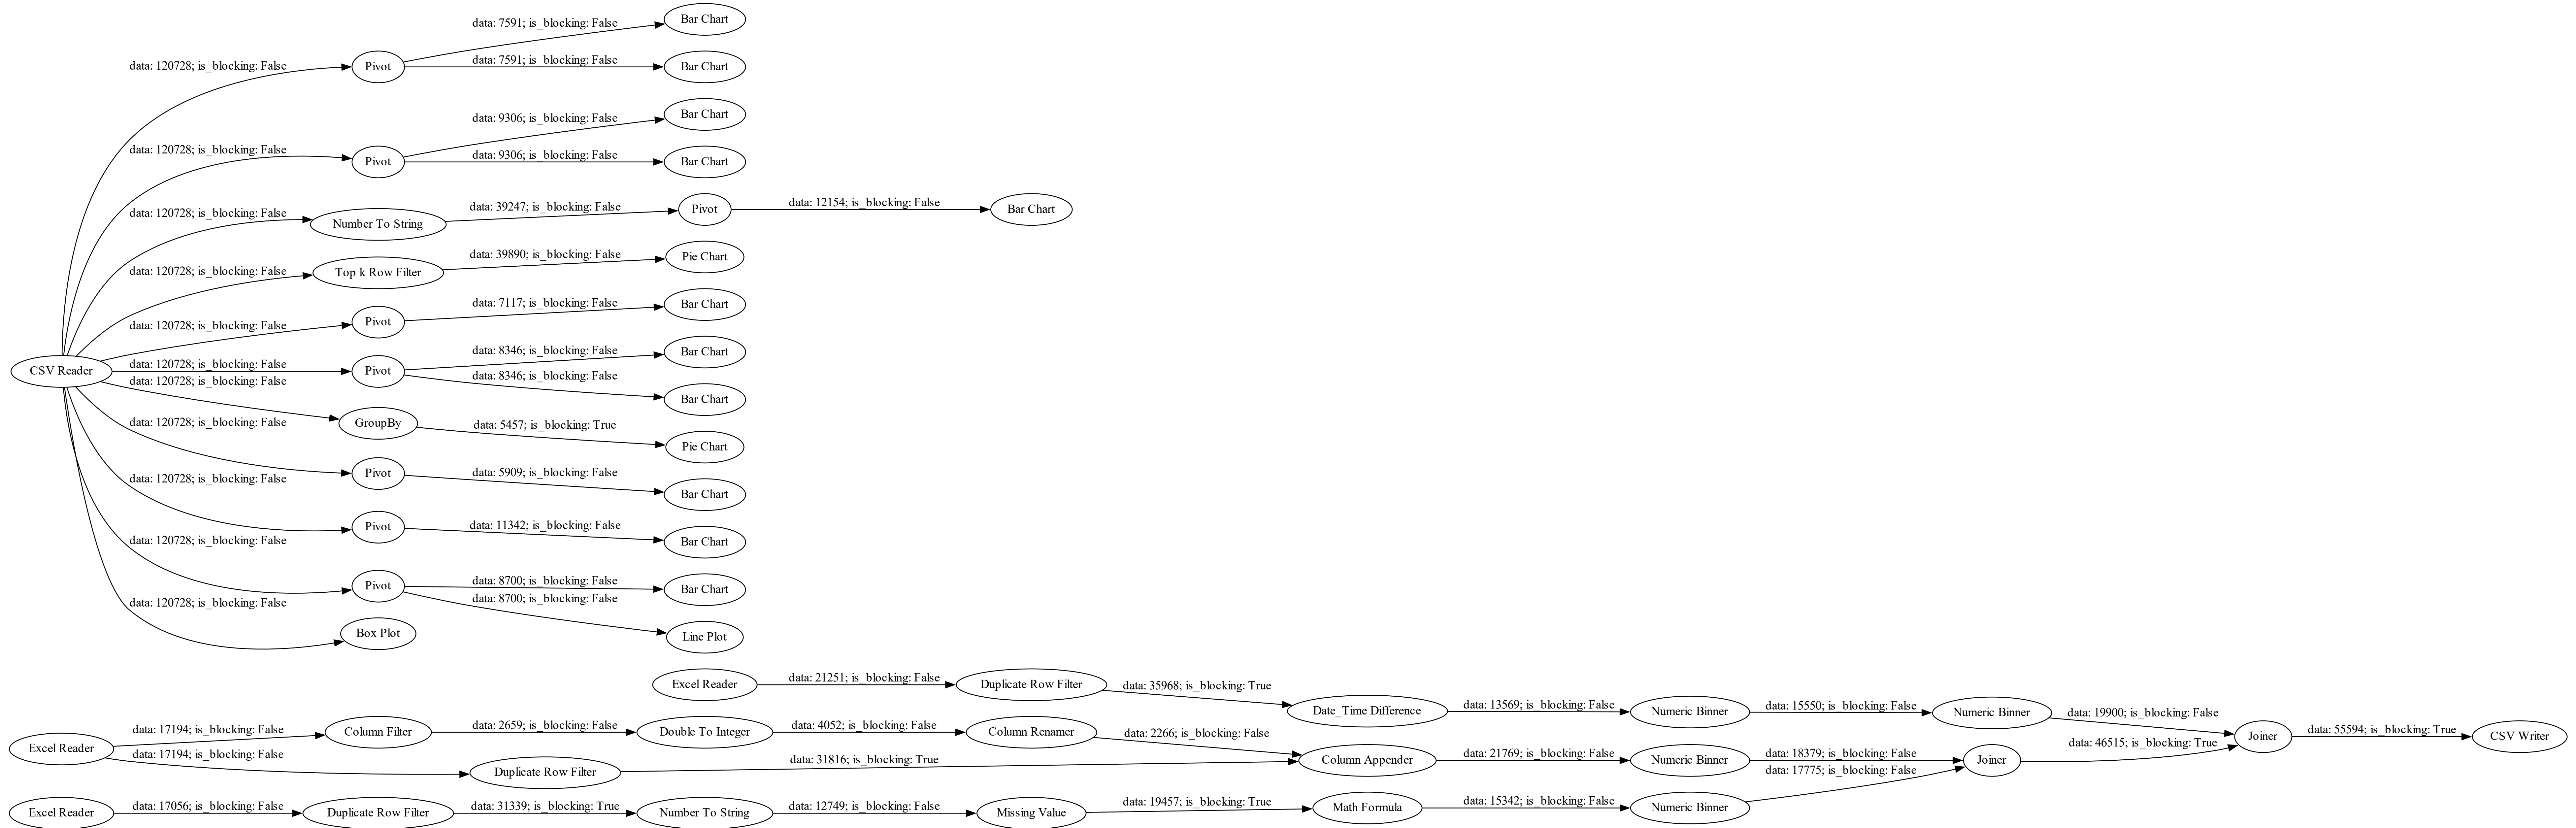 data: 7591; is_blocking: False
Bar Chart
data: 120728; is_blocking: False
Pivot
data: 7591; is_blocking: False
Bar Chart
data: 9306; is_blocking: False
Bar Chart
data: 120728; is_blocking: False
Pivot
data: 9306; is_blocking: False
Bar Chart
data: 120728; is_blocking: False
Number To String
data: 39247; is_blocking: False
Pivot
data: 12154; is_blocking: False
Bar Chart
data: 120728; is_blocking: False
Top k Row Filter
data: 39890; is_blocking: False
Pie Chart
data: 120728; is_blocking: False
Pivot
data: 7117; is_blocking: False
Bar Chart
CSV Reader
data: 120728; is_blocking: False
Pivot
data: 8346; is_blocking: False
Bar Chart
data: 8346; is_blocking: False
Bar Chart
data: 120728; is_blocking: False
GroupBy
data: 5457; is_blocking: True
Pie Chart
data: 120728; is_blocking: False
Pivot
data: 5909; is_blocking: False
Bar Chart
data: 120728; is_blocking: False
Pivot
data: 11342; is_blocking: False
Bar Chart
data: 120728; is_blocking: False
Pivot
data: 8700; is_blocking: False
Bar Chart
data: 8700; is_blocking: False
Line Plot
data: 120728; is_blocking: False
Box Plot
Excel Reader
data: 21251; is_blocking: False
Duplicate Row Filter
data: 35968; is_blocking: True
Date_Time Difference
data: 13569; is_blocking: False
Numeric Binner
data: 15550; is_blocking: False
Numeric Binner
data: 19900; is_blocking: False
Joiner
data: 55594; is_blocking: True
CSV Writer
Excel Reader
data: 17194; is_blocking: False
Column Filter
data: 2659; is_blocking: False
Double To Integer
data: 4052; is_blocking: False
Column Renamer
data: 2266; is_blocking: False
data: 17194; is_blocking: False
Duplicate Row Filter
data: 31816; is_blocking: True
Column Appender
data: 21769; is_blocking: False
Numeric Binner
data: 18379; is_blocking: False
Joiner
data: 46515; is_blocking: True
Excel Reader
data: 17056; is_blocking: False
Duplicate Row Filter
data: 31339; is_blocking: True
Number To String
data: 12749; is_blocking: False
Missing Value
data: 19457; is_blocking: True
Math Formula
data: 15342; is_blocking: False
Numeric Binner
data: 17775; is_blocking: False